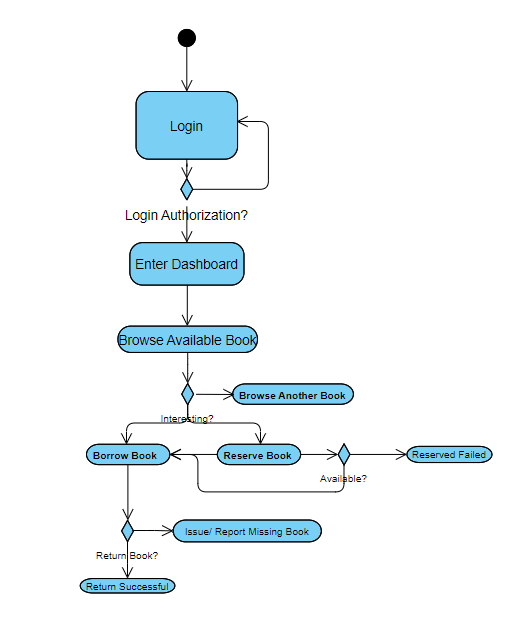 Login
Login Authorization?
Enter Dashboard
Browse Available Book
Browse Another Book
Interesting?
Borrow Book
Reserve Book
Reserved Failed
Available?
Issue/ Report Missing Book
Return Book?
Return Successful